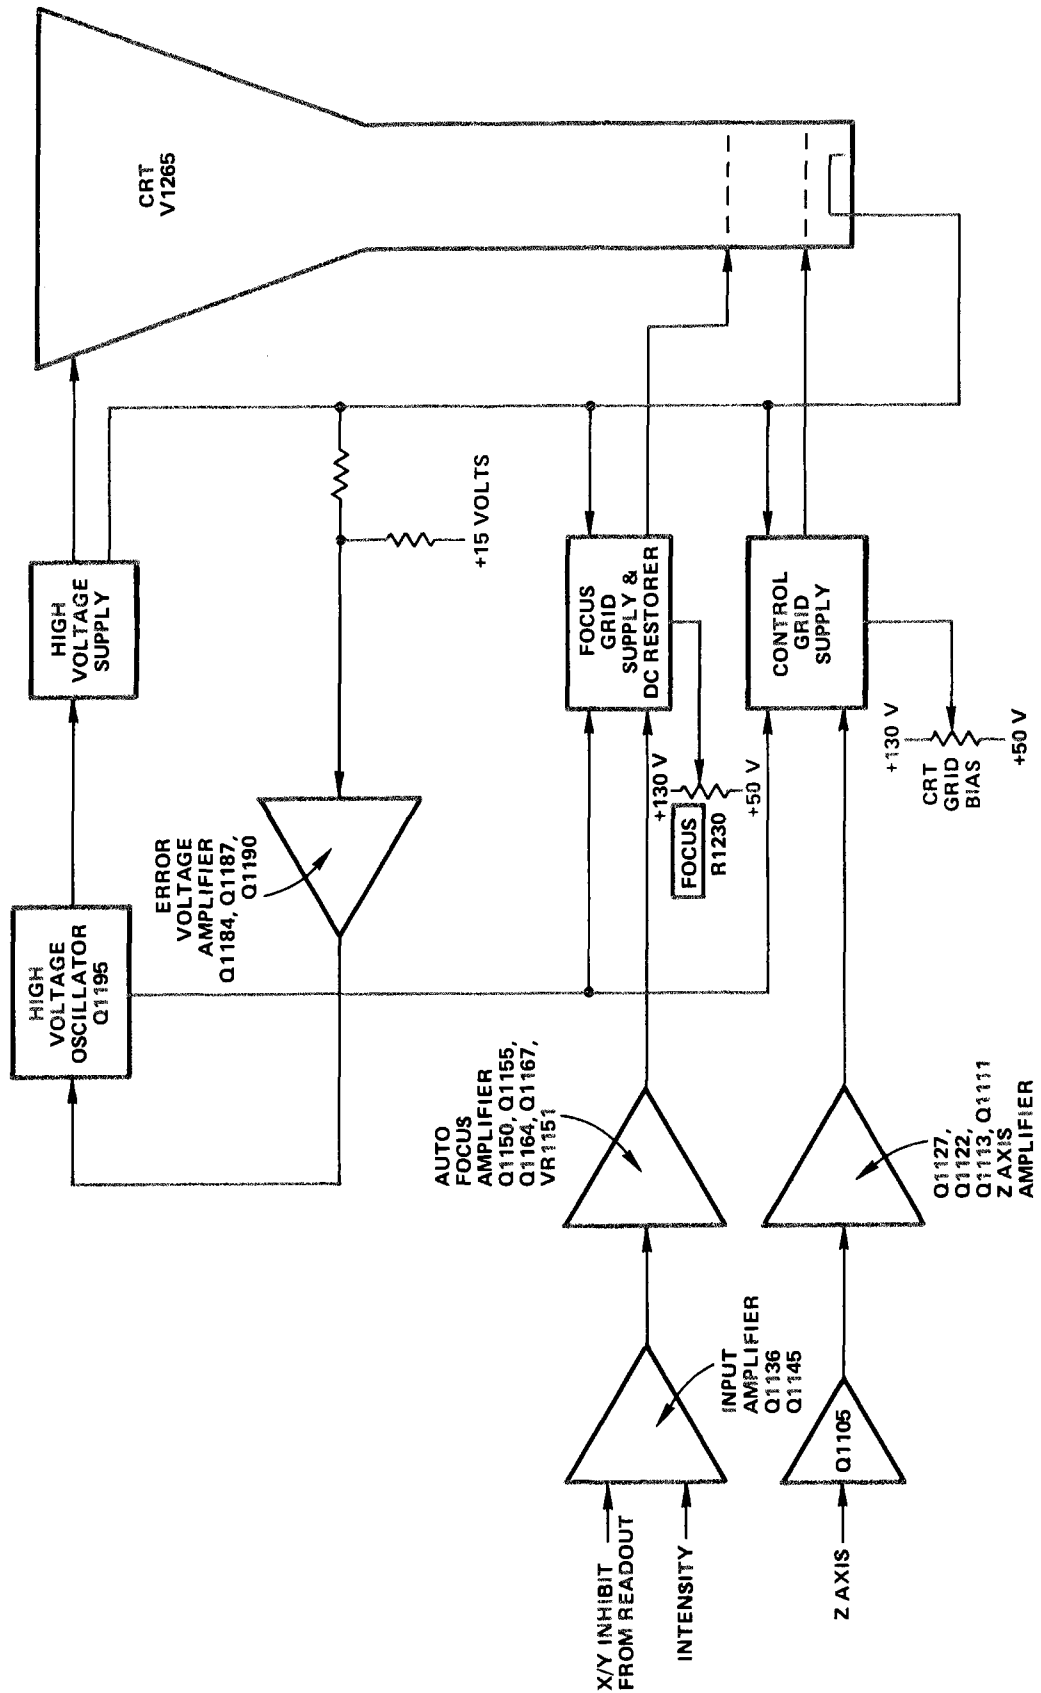 CRT
V1265
HIGH
VOLTAGE
SUPPLY
HIGH
VOLTAGE
OSCILLATOR
Q1195
ERROR
VOLTAGE
AMPLIFIER
Q1184, Q1187,
Q1190
+15 VOLTS
FOCUS
GRID
SUPPLY &
DC RESTORER
CONTROL
GRID
SUPPLY
+130 V
FOCUS
R1230
+50 V
+130 V
CRT
GRID
BIAS
+50 V
AUTO
FOCUS
AMPLIFIER
Q1150, Q1155,
Q1164, Q1167,
VR1151
Q1127,
Q1122,
Q1113, Q1111
Z AXIS
AMPLIFIER
INPUT
AMPLIFIER
Q1136
Q1145
Q1105
X/Y INHIBIT
FROM READOUT
INTENSITY
Z AXIS